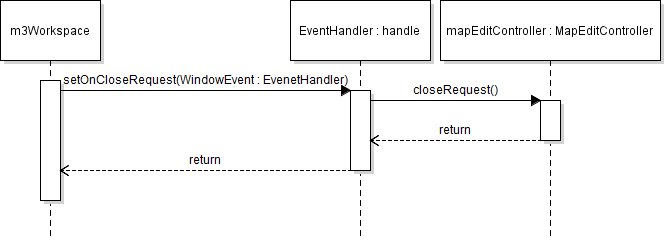 m3Workspace
EventHandler : handle
mapEditController : MapEditController
setOnCloseRequest(WindowEvent : EvenetHandler)
closeRequest()
return
return